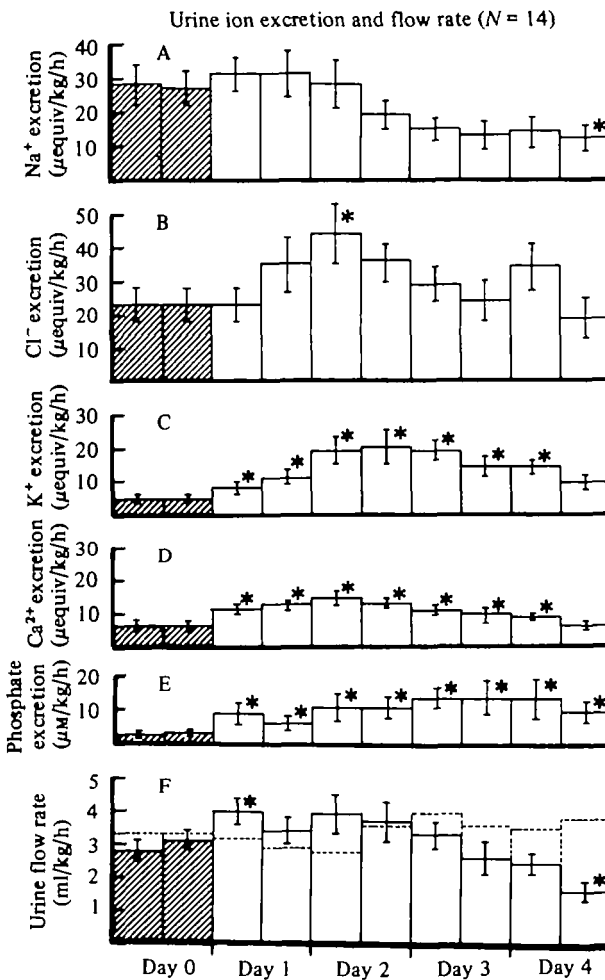 Urine ion excretion and flow rate (N = 14)
A
Na⁺ excretion
(μequiv/kg/h)
40
30
20
10
*
B
Cl⁻ excretion
(μequiv/kg/h)
50
40
30
20
10
*
C
K⁺ excretion
(μequiv/kg/h)
30
20
10
* * * * * * *
D
Ca²⁺ excretion
(μequiv/kg/h)
30
20
10
* * * * * * *
E
Phosphate
excretion
(μM/kg/h)
20
10
* * * * * * * *
F
Urine flow rate
(ml/kg/h)
5
4
3
2
1
* *
Day 0 Day 1 Day 2 Day 3 Day 4